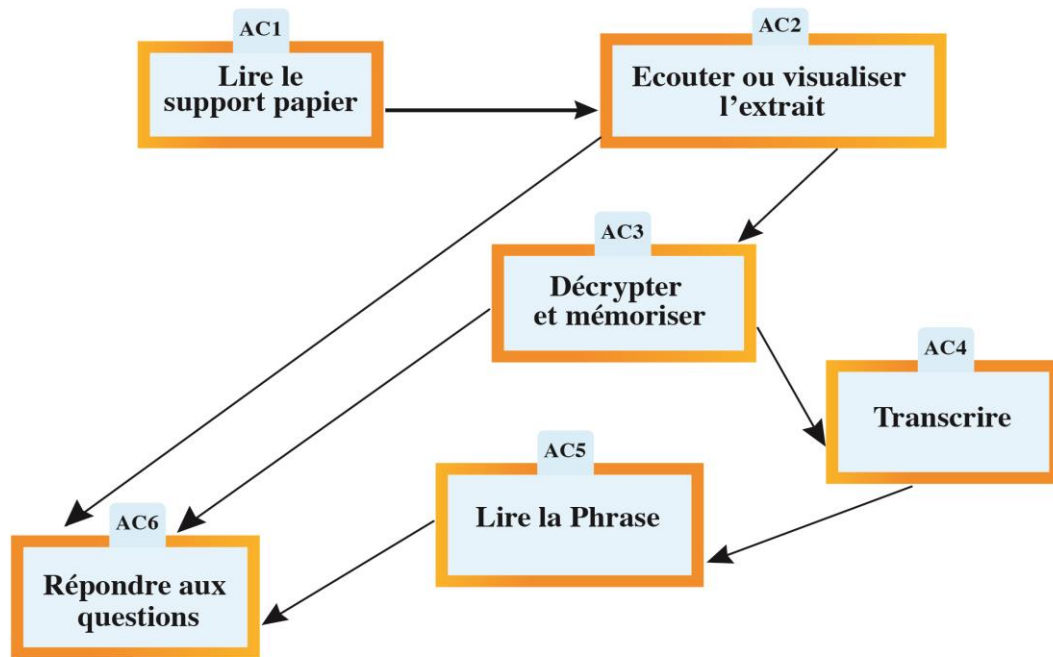 AC1
Lire le
support papier
AC2
Ecouter ou visualiser
l'extrait
AC3
Décrypter
et mémoriser
AC4
Transcrire
AC5
Lire la Phrase
AC6
Répondre aux
questions